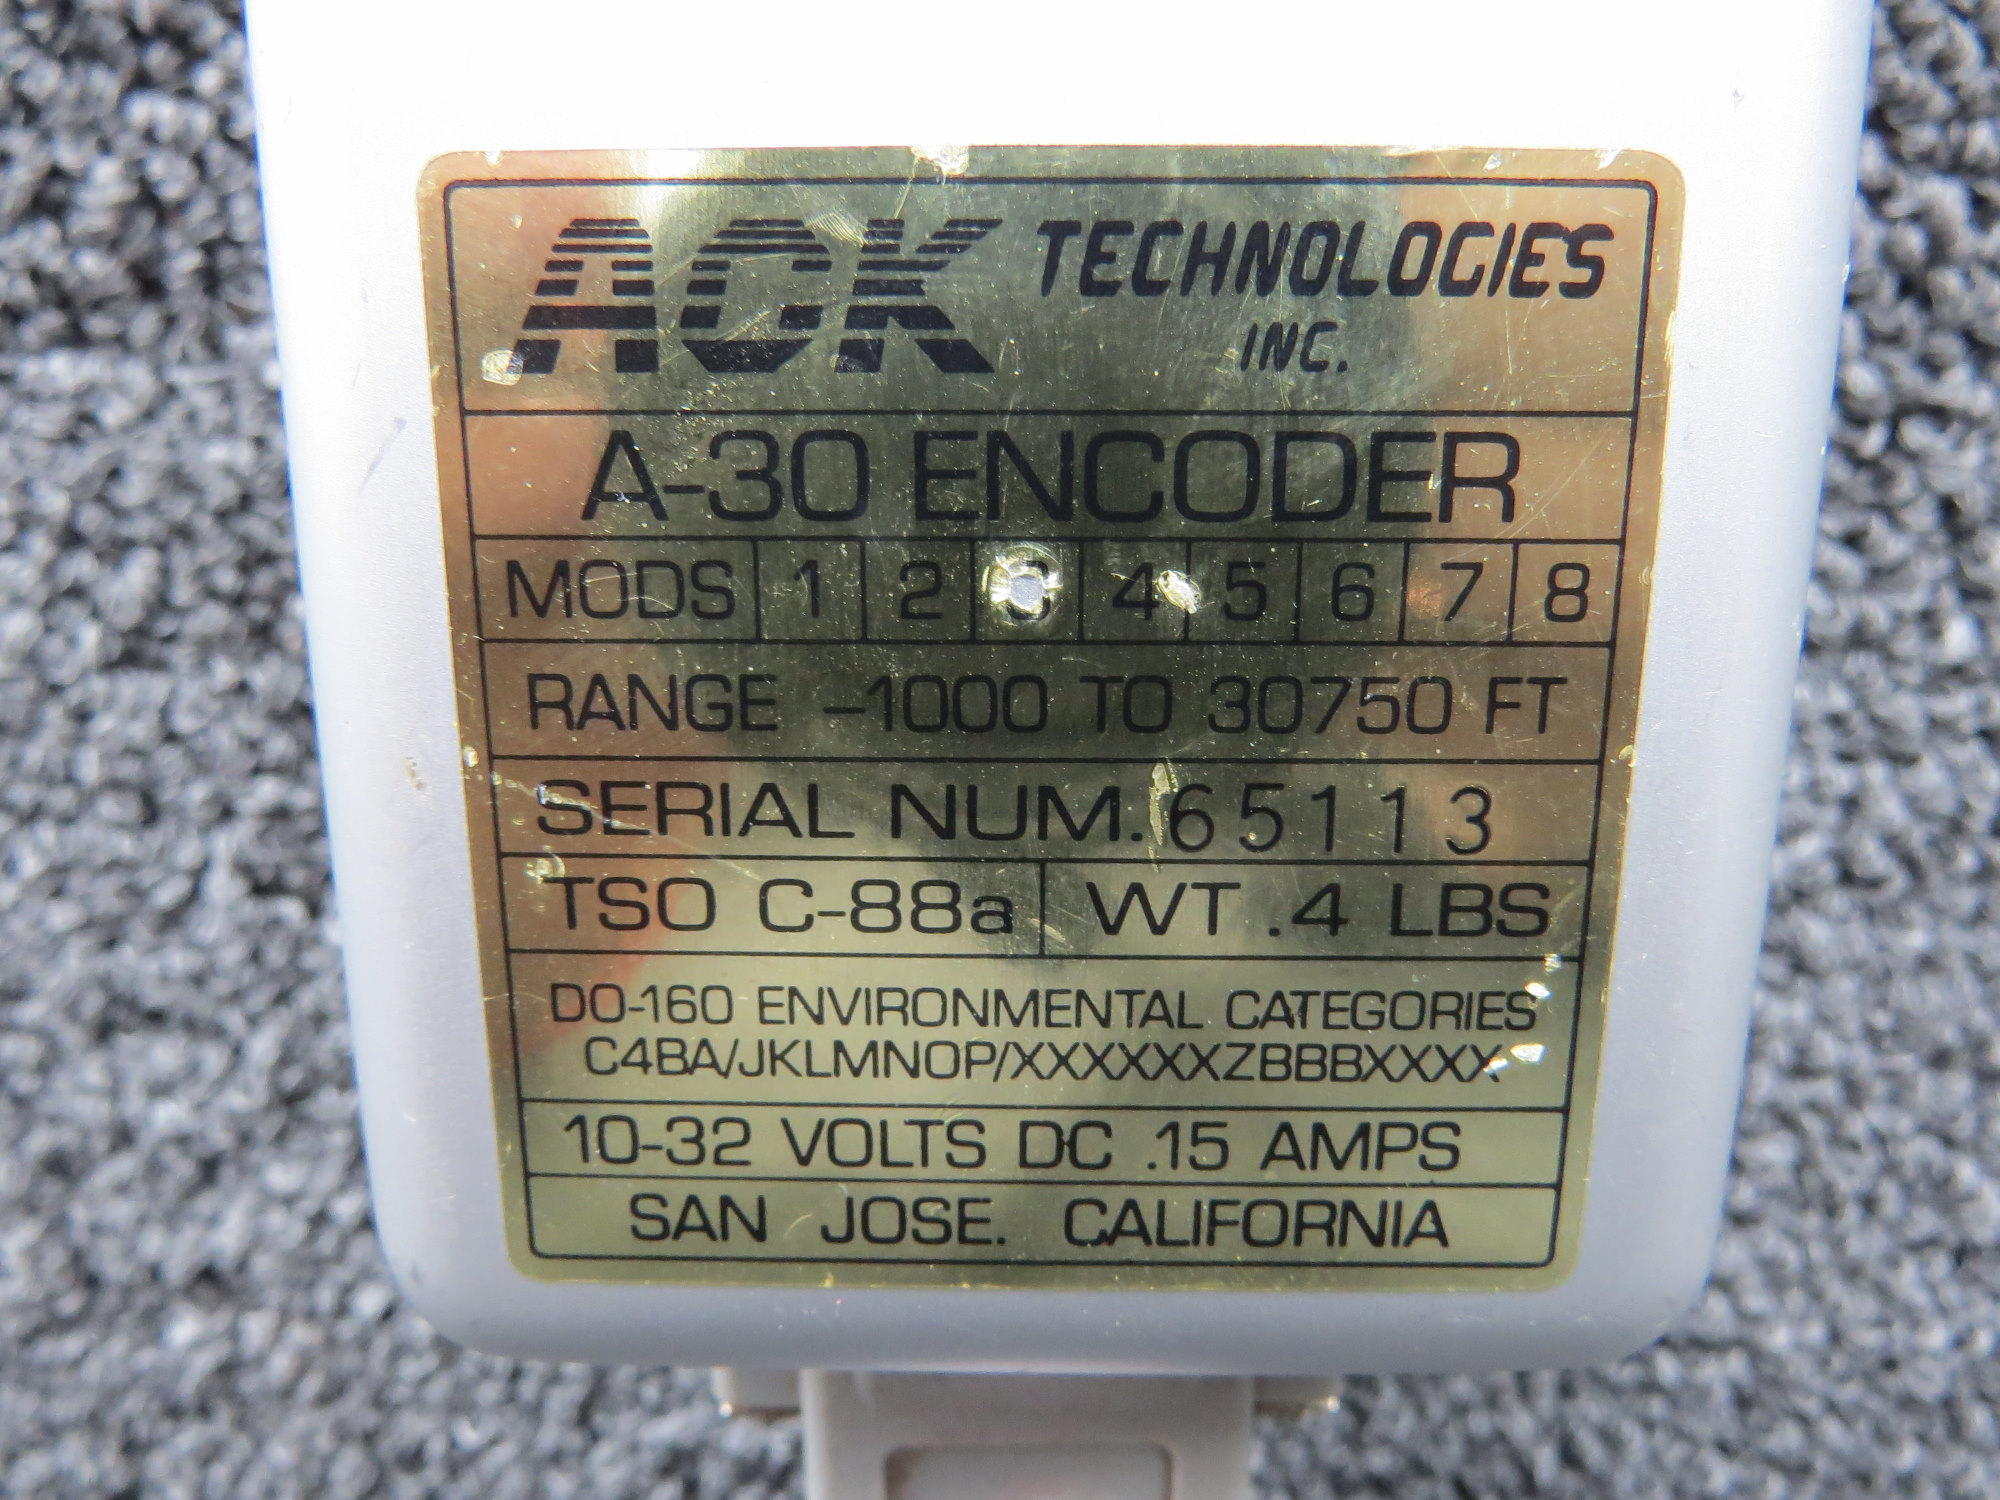 ACK TECHNOLOGIES
INC.
A-30 ENCODER
MODS 1 2 3 4 5 6 7 8
RANGE -1000 TO 30750 FT
SERIAL NUM. 65113
TSO C-88a WT .4 LBS
DO-160 ENVIRONMENTAL CATEGORIES
C4BA/JKLMNOP/XXXXXXZBBBXXXX
10-32 VOLTS DC .15 AMPS
SAN JOSE. CALIFORNIA